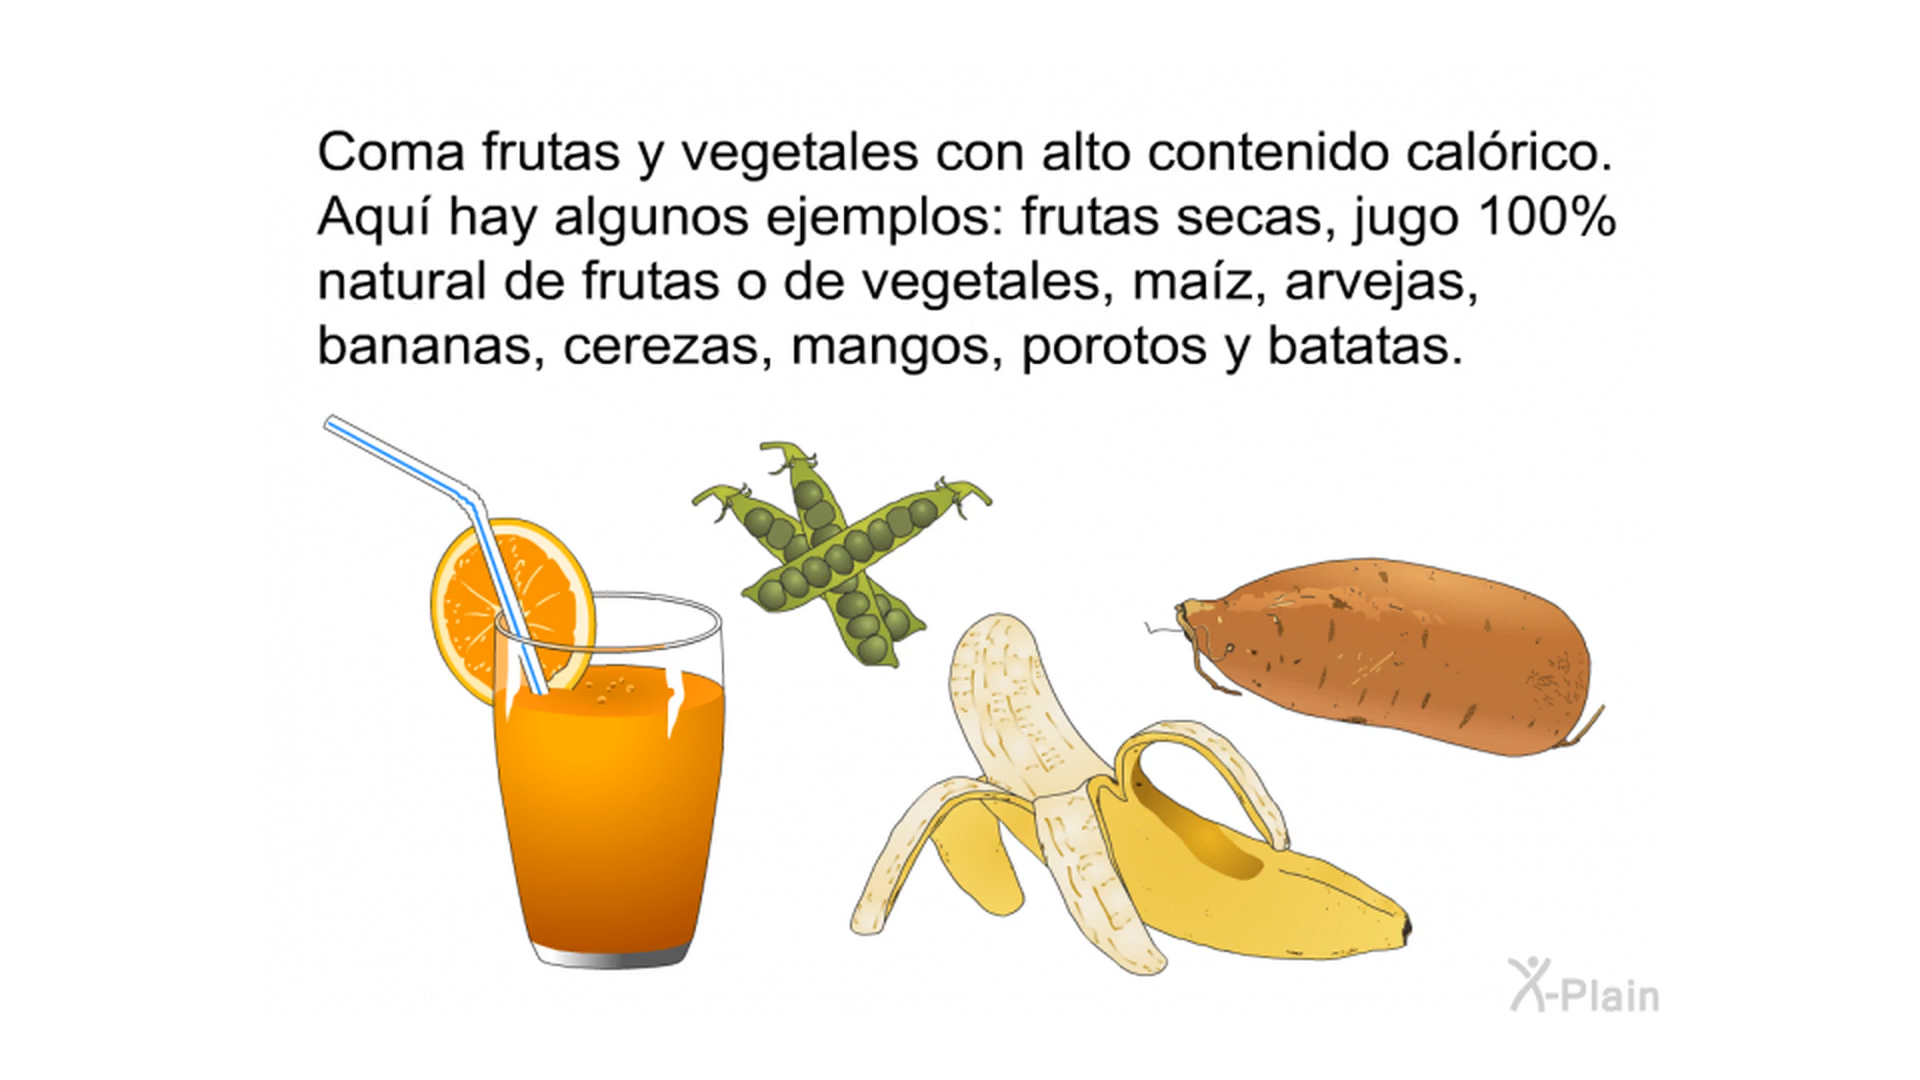 Coma frutas y vegetales con alto contenido calórico.
Aquí hay algunos ejemplos: frutas secas, jugo 100%
natural de frutas o de vegetales, maíz, arvejas,
bananas, cerezas, mangos, porotos y batatas.
X-Plain